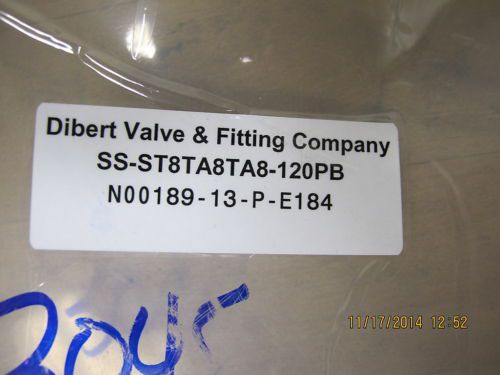 Dibert Valve & Fitting Company
SS-ST8TA8TA8-120PB
N00189-13-P-E184
11/17/2014 12:52